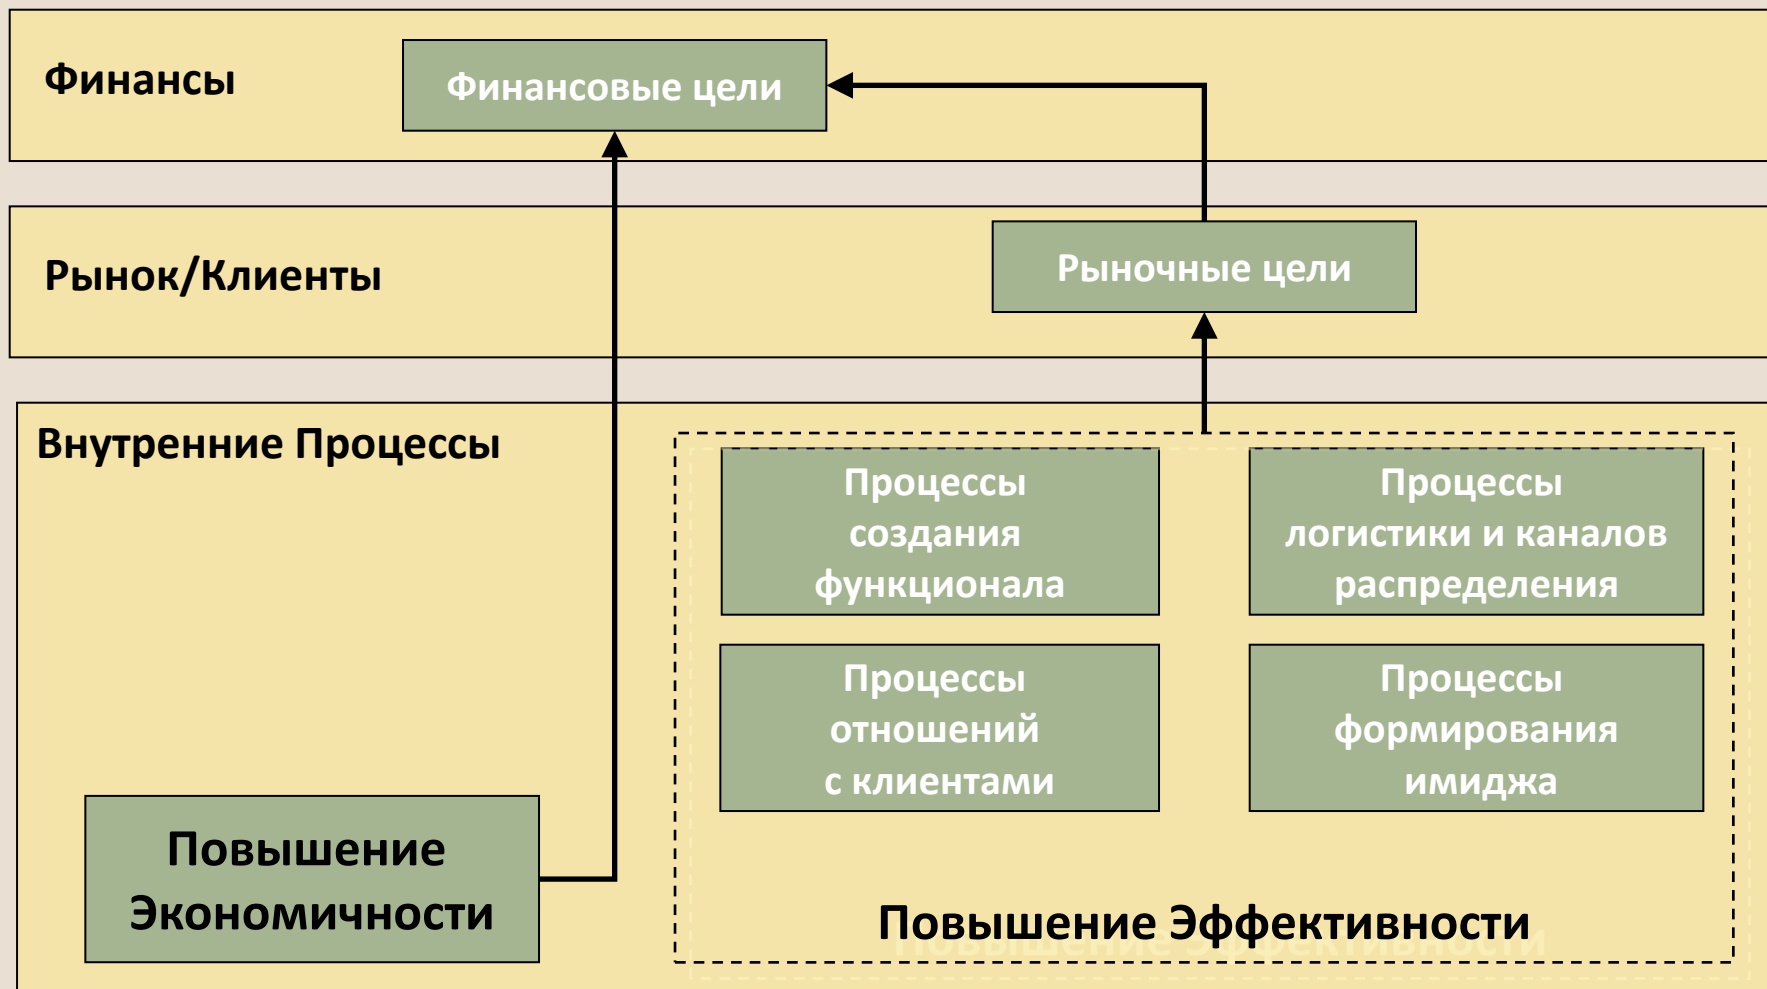 Финансы
Финансовые цели
Рынок/Клиенты
Рыночные цели
Внутренние Процессы
Процессы
создания
функционала
Процессы
логистики и каналов
распределения
Процессы
отношений
с клиентами
Процессы
формирования
имиджа
Повышение
Экономичности
Повышение Эффективности